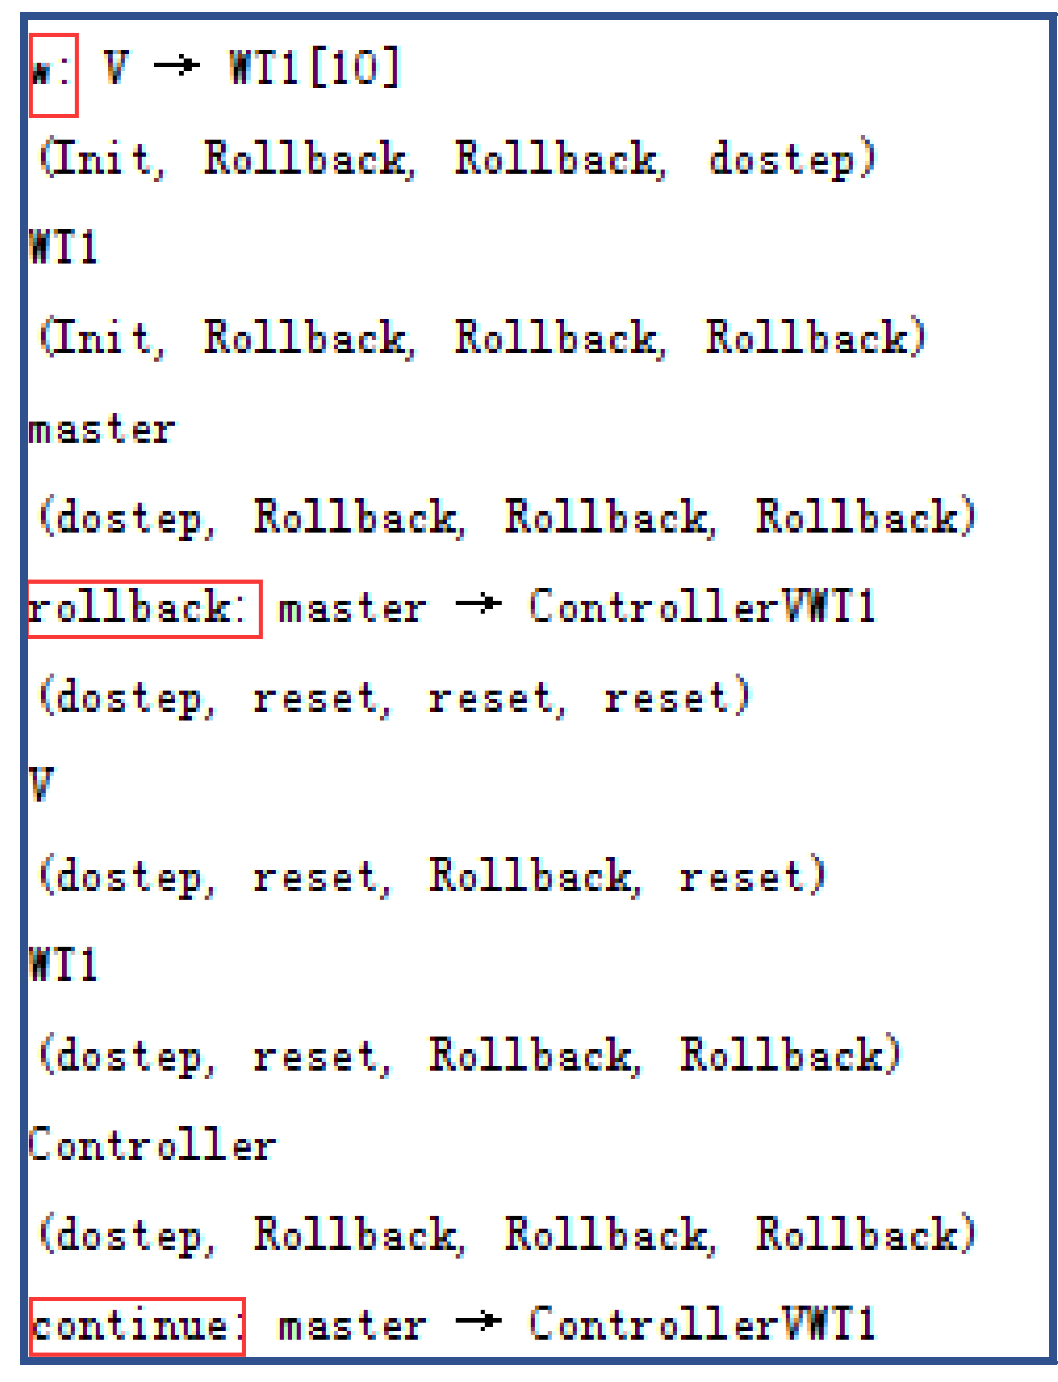 w: V → WT1[10]
(Init, Rollback, Rollback, dostep)
WT1
(Init, Rollback, Rollback, Rollback)
master
(dostep, Rollback, Rollback, Rollback)
rollback: master → ControllerVWT1
(dostep, reset, reset, reset)
V
(dostep, reset, Rollback, reset)
WT1
(dostep, reset, Rollback, Rollback)
Controller
(dostep, Rollback, Rollback, Rollback)
continue: master → ControllerVWT1